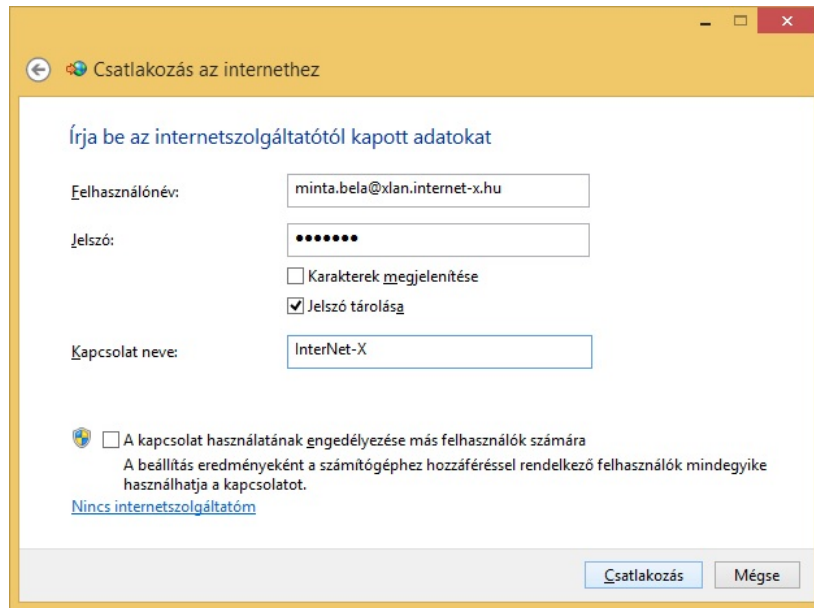 Csatlakozás az internethez
Írja be az internetszolgáltatótól kapott adatokat
Felhasználónév:
minta.bela@xlan.internet-x.hu
Jelszó:
•••••••
Karakterek megjelenítése
Jelszó tárolása
Kapcsolat neve:
InterNet-X
A kapcsolat használatának engedélyezése más felhasználók számára
A beállítás eredményeként a számítógéphez hozzáféréssel rendelkező felhasználók mindegyike
használhatja a kapcsolatot.
Nincs internetszolgáltatóm
Csatlakozás
Mégse